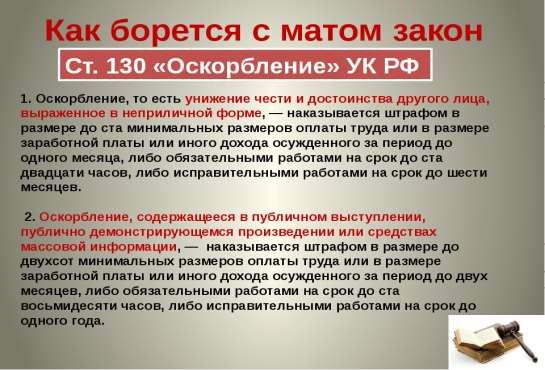 Как борется с матом закон
Ст. 130 «Оскорбление» УК РФ
1. Оскорбление, то есть унижение чести и достоинства другого лица,
выраженное в неприличной форме, — наказывается штрафом в
размере до ста минимальных размеров оплаты труда или в размере
заработной платы или иного дохода осужденного за период до
одного месяца, либо обязательными работами на срок до ста
двадцати часов, либо исправительными работами на срок до шести
месяцев.
2. Оскорбление, содержащееся в публичном выступлении,
публично демонстрирующемся произведении или средствах
массовой информации, — наказывается штрафом в размере до
двухсот минимальных размеров оплаты труда или в размере
заработной платы или иного дохода осужденного за период до двух
месяцев, либо обязательными работами на срок до ста
восьмидесяти часов, либо исправительными работами на срок до
одного года.